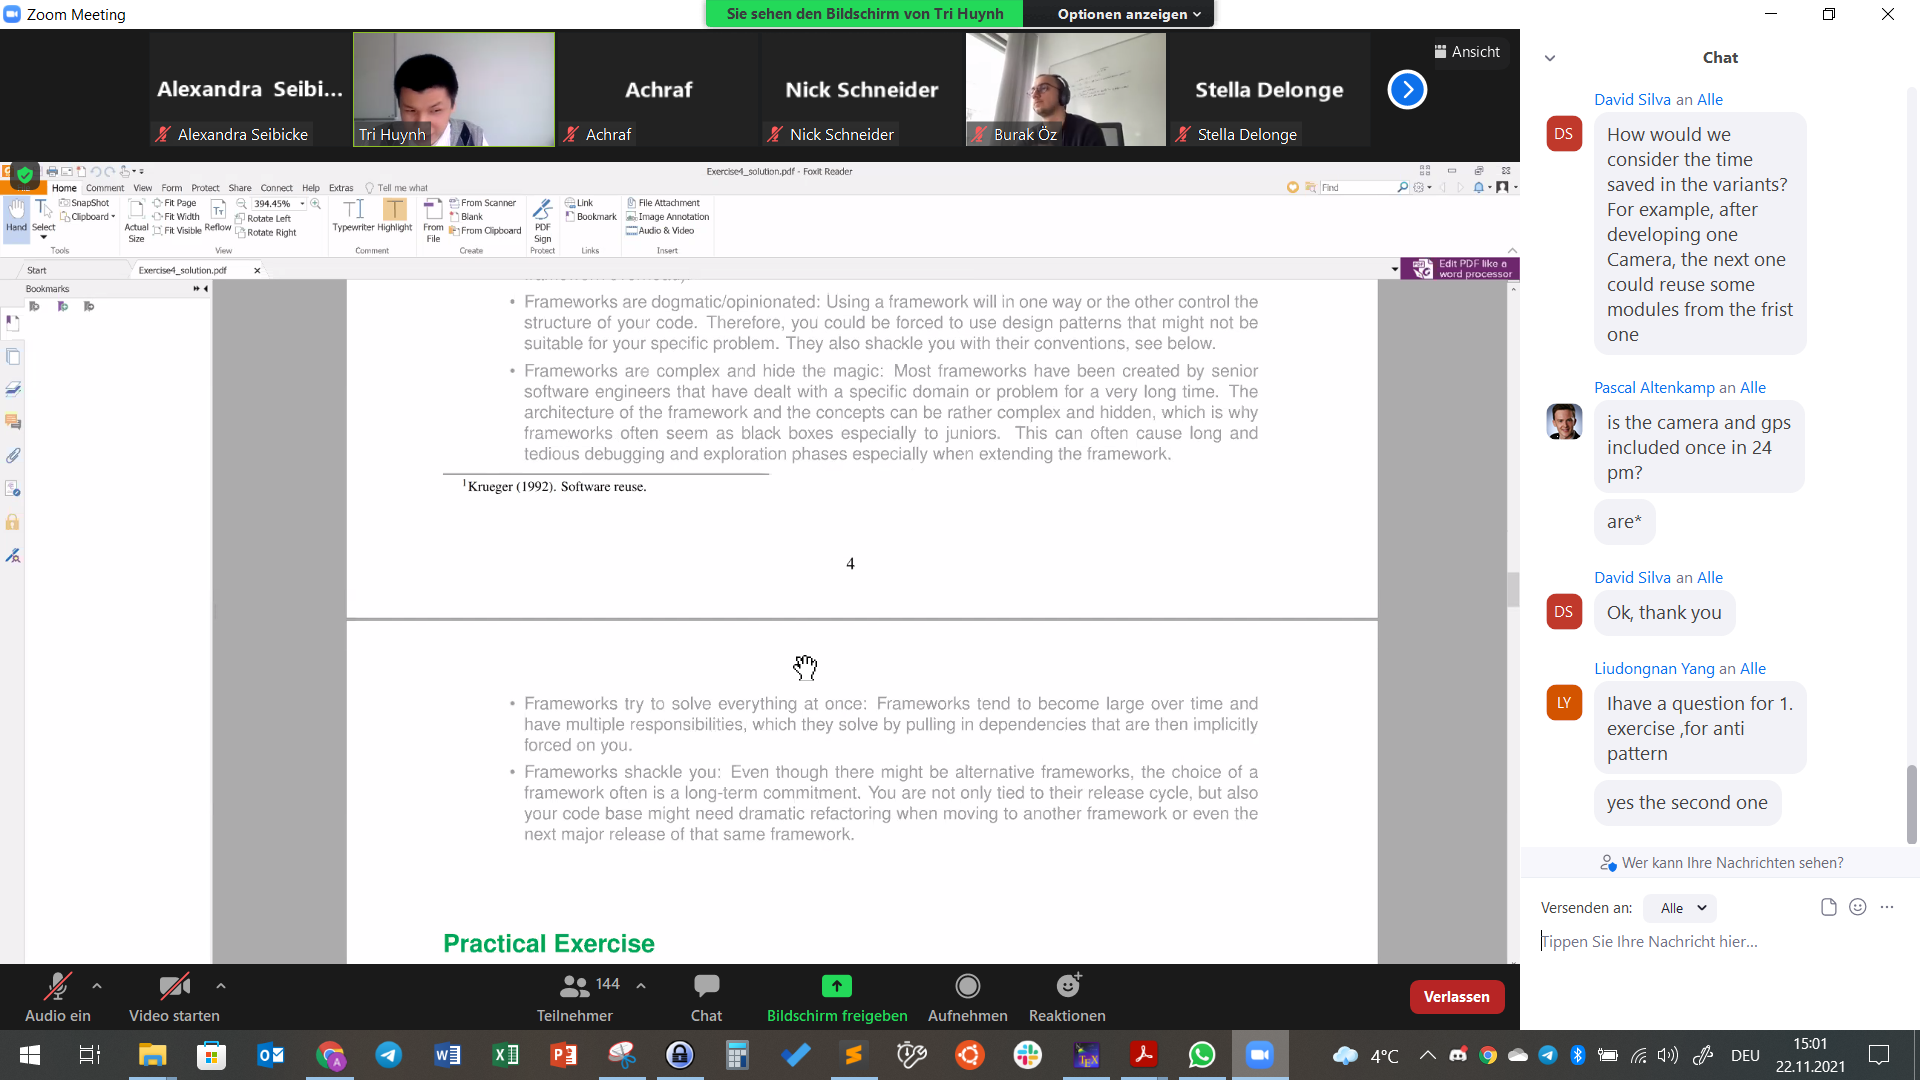 Zoom Meeting
Sie sehen den Bildschirm von Tri Huynh
Optionen anzeigen
Alexandra Seibi...
Alexandra Seibicke
Tri Huynh
Achraf
Achraf
Nick Schneider
Nick Schneider
Burak Öz
Stella Delonge
Stella Delonge
Ansicht
Exercise4_solution.pdf - Foxit Reader
Home Comment View Form Protect Share Connect Help Extras Tell me what
Find
Hand
Select
SnapShot
Clipboard
Tools
Actual Size
Fit Page
Fit Width
Fit Visible
Reflow
394.45%
Rotate Left
Rotate Right
View
Typewriter
Highlight
Comment
From File
From Scanner
Blank
From Clipboard
Create
PDF Sign
Protect
Link
Bookmark
Links
File Attachment
Image Annotation
Audio & Video
Insert
Start
Exercise4_solution.pdf
Edit PDF like a
word processor
Bookmarks
• Frameworks are dogmatic/opinionated: Using a framework will in one way or the other control the
structure of your code. Therefore, you could be forced to use design patterns that might not be
suitable for your specific problem. They also shackle you with their conventions, see below.
• Frameworks are complex and hide the magic: Most frameworks have been created by senior
software engineers that have dealt with a specific domain or problem for a very long time. The
architecture of the framework and the concepts can be rather complex and hidden, which is why
frameworks often seem as black boxes especially to juniors. This can often cause long and
tedious debugging and exploration phases especially when extending the framework.
1Krueger (1992). Software reuse.
4
• Frameworks try to solve everything at once: Frameworks tend to become large over time and
have multiple responsibilities, which they solve by pulling in dependencies that are then implicitly
forced on you.
• Frameworks shackle you: Even though there might be alternative frameworks, the choice of a
framework often is a long-term commitment. You are not only tied to their release cycle, but also
your code base might need dramatic refactoring when moving to another framework or even the
next major release of that same framework.
Practical Exercise
Chat
David Silva an Alle
DS
How would we
consider the time
saved in the variants?
For example, after
developing one
Camera, the next one
could reuse some
modules from the frist
one
Pascal Altenkamp an Alle
is the camera and gps
included once in 24
pm?
are*
David Silva an Alle
DS
Ok, thank you
Liudongnan Yang an Alle
LY
Ihave a question for 1.
exercise ,for anti
pattern
yes the second one
Wer kann Ihre Nachrichten sehen?
Versenden an: Alle
Tippen Sie Ihre Nachricht hier...
Audio ein
Video starten
144
Teilnehmer
Chat
Bildschirm freigeben
Aufnehmen
Reaktionen
Verlassen
4°C
DEU
15:01
22.11.2021